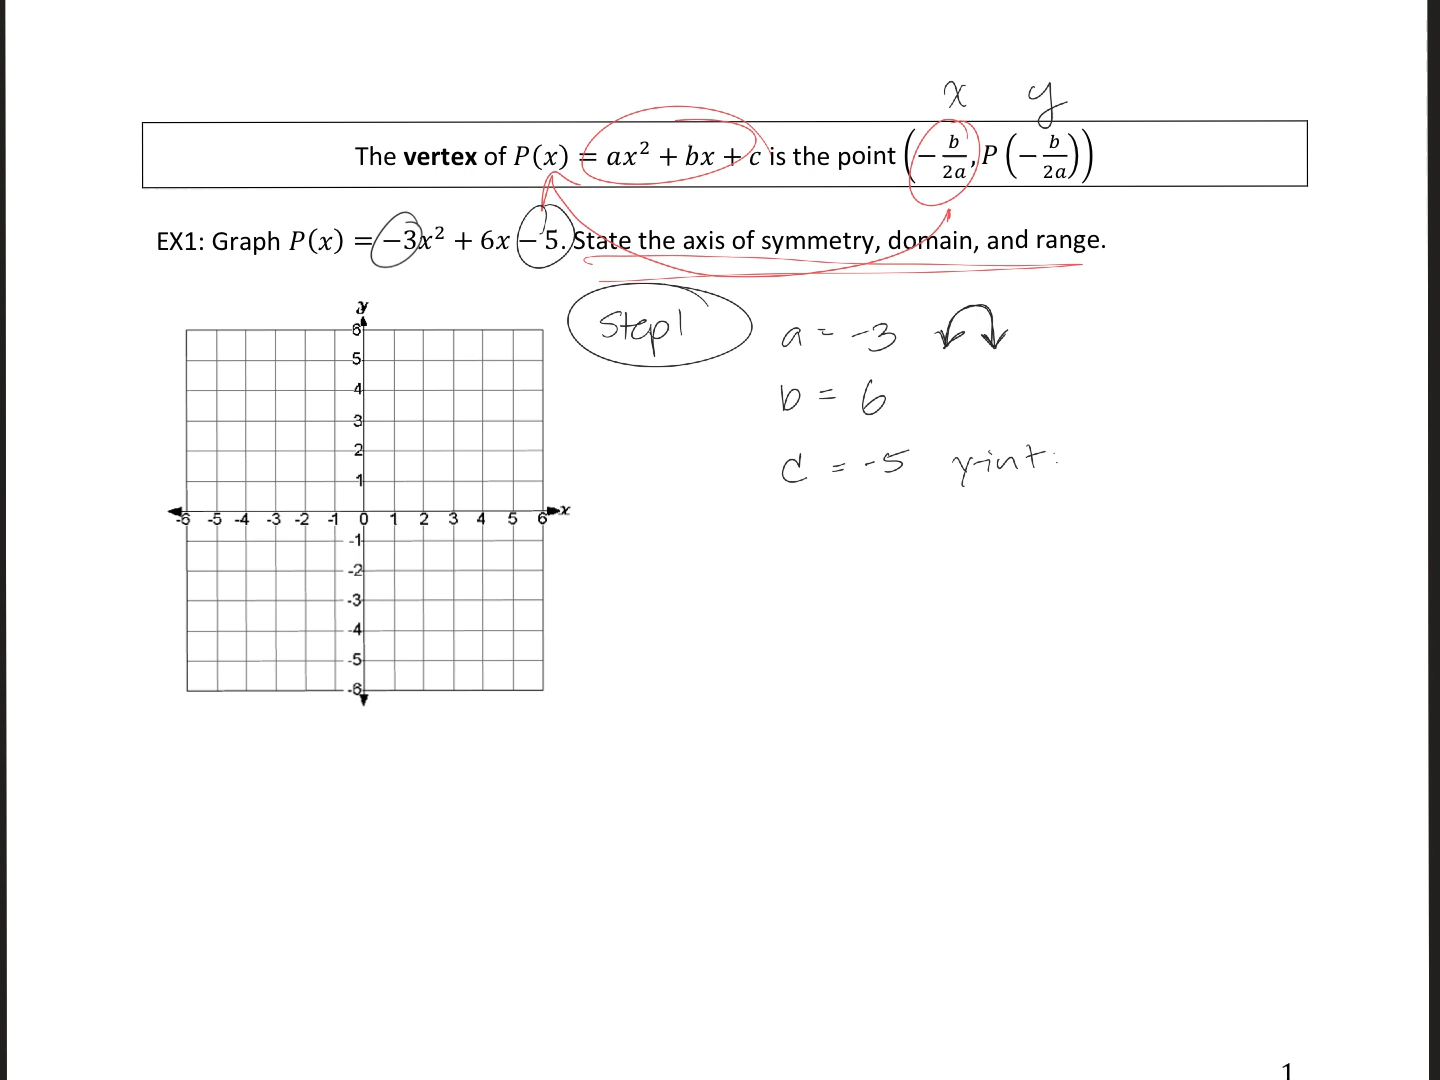 x y
The vertex of P(x) = ax² + bx + c is the point (−b/2a, P(−b/2a))
EX1: Graph P(x) = −3x² + 6x − 5. State the axis of symmetry, domain, and range.
Step 1
a = -3
b = 6
c = -5 y-int:
y
6
5
4
3
2
1
-6 -5 -4 -3 -2 -1 0 1 2 3 4 5 6 x
-1
-2
-3
-4
-5
-6
1